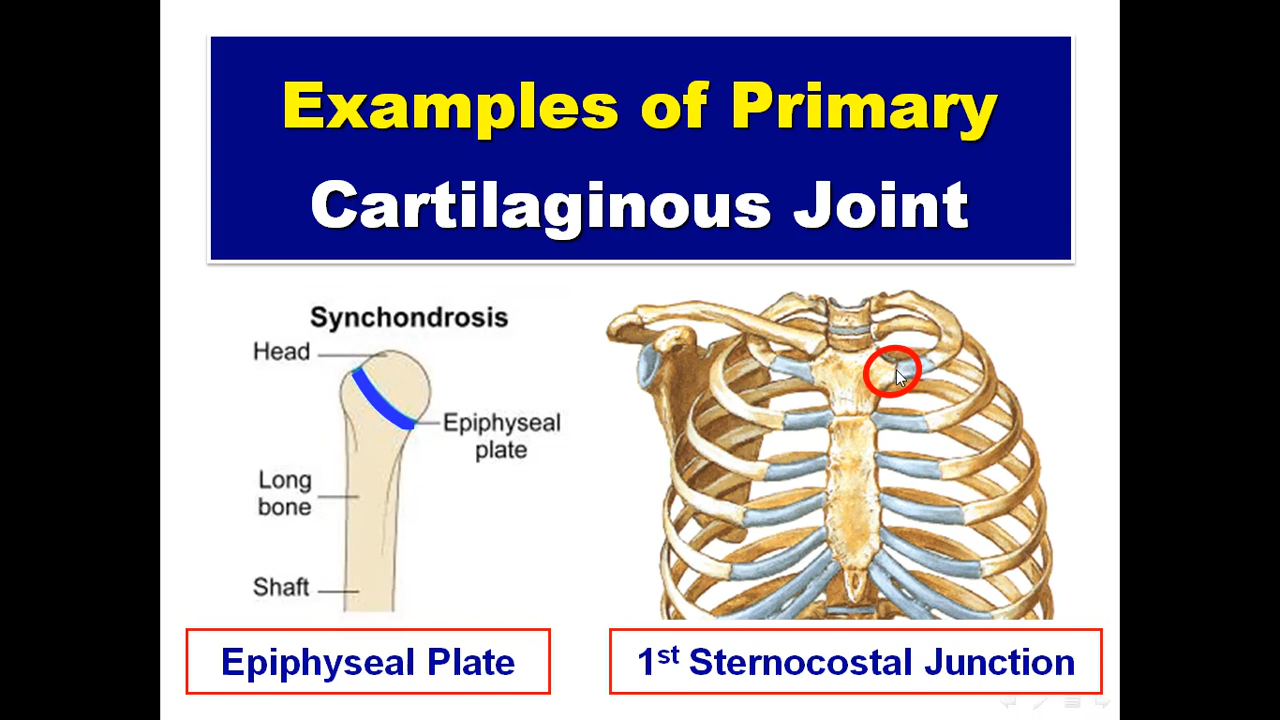 Examples of Primary
Cartilaginous Joint
Synchondrosis
Head
Epiphyseal
plate
Long
bone
Shaft
Epiphyseal Plate
1st Sternocostal Junction